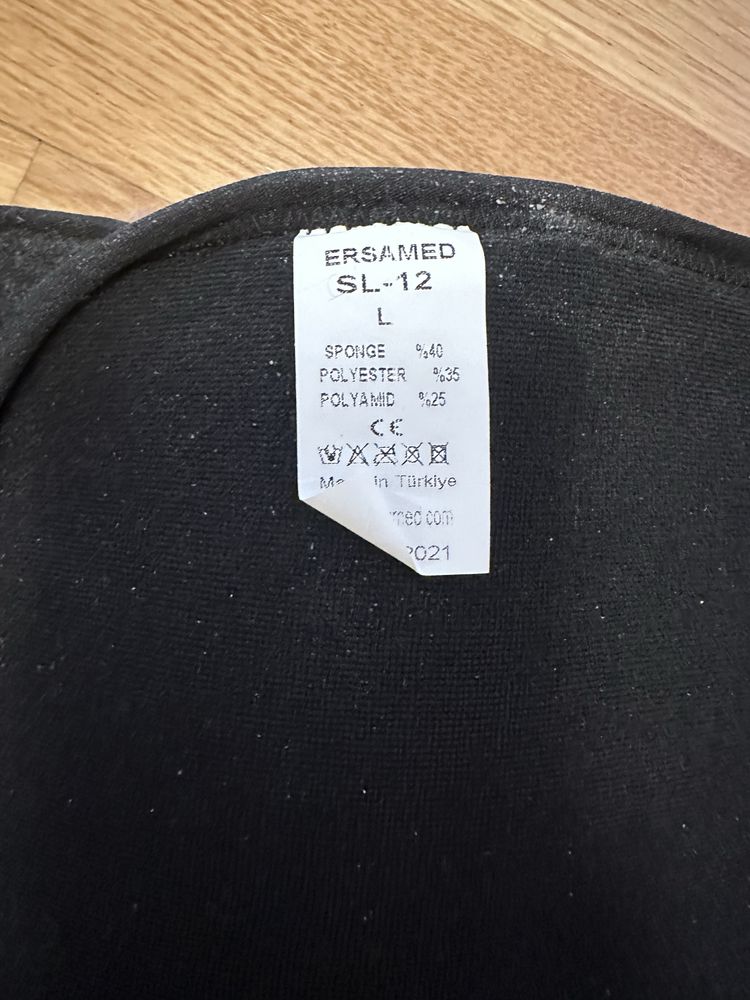 ERSAMED
SL-12
L
SPONGE %40
POLYESTER %35
POLYAMID %25
CE
in Türkiye
2021